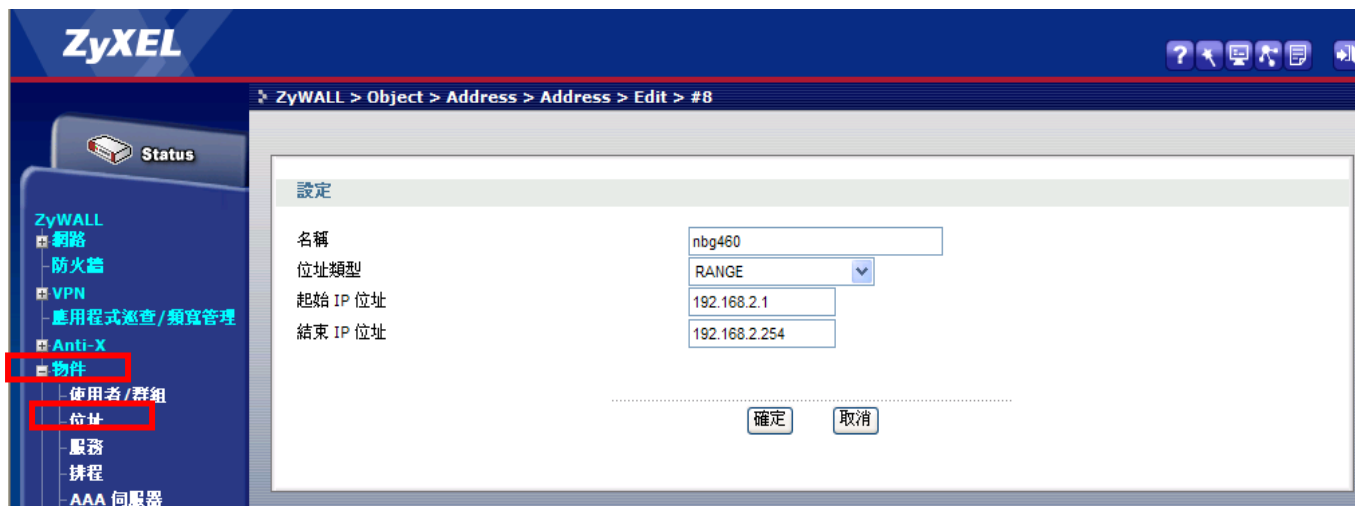 ZyXEL
ZyWALL > Object > Address > Address > Edit > #8
Status
設定
ZyWALL
網路
防火牆
VPN
應用程式巡查/頻寬管理
Anti-X
物件
使用者/群組
位址
服務
排程
AAA 伺服器
名稱
nbg460
位址類型
RANGE
起始 IP 位址
192.168.2.1
結束 IP 位址
192.168.2.254
確定
取消